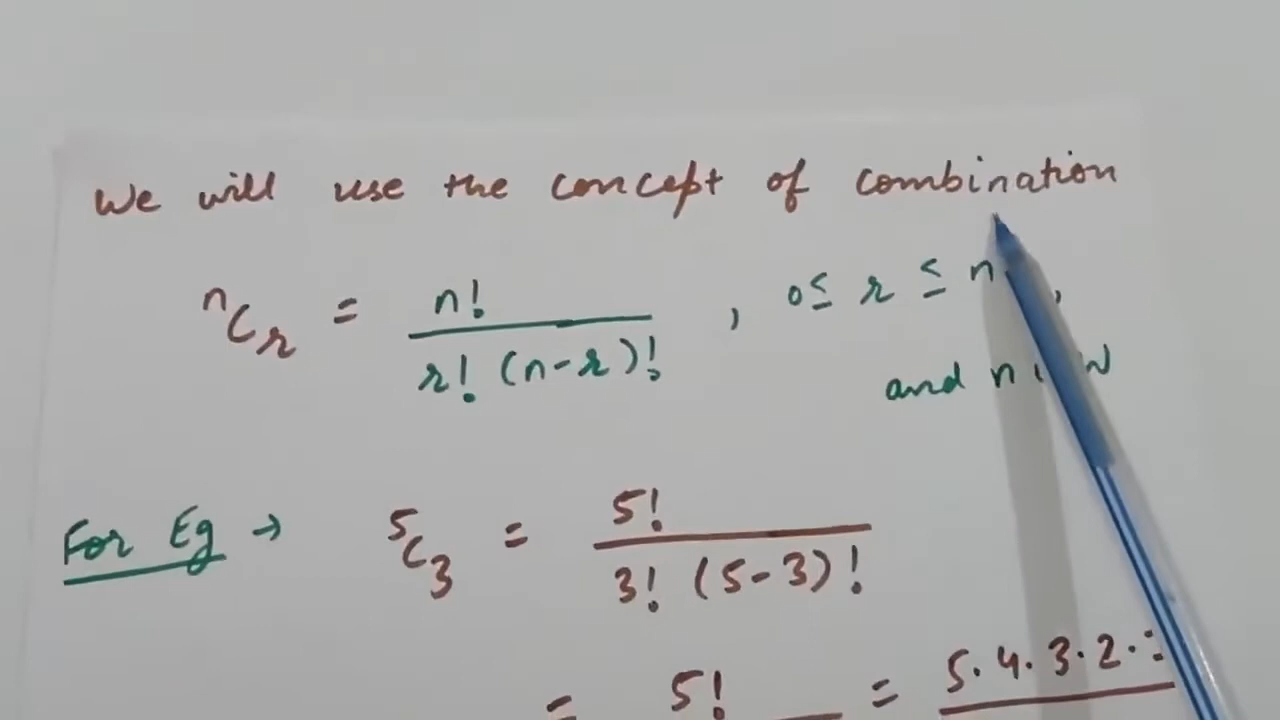 We will use the concept of combination
ⁿCᵣ = n! / r! (n-r)! , 0 ≤ r ≤ n ,
and n
For Eg → ⁵C₃ = 5! / 3! (5-3)!
= 5! = 5.4.3.2.